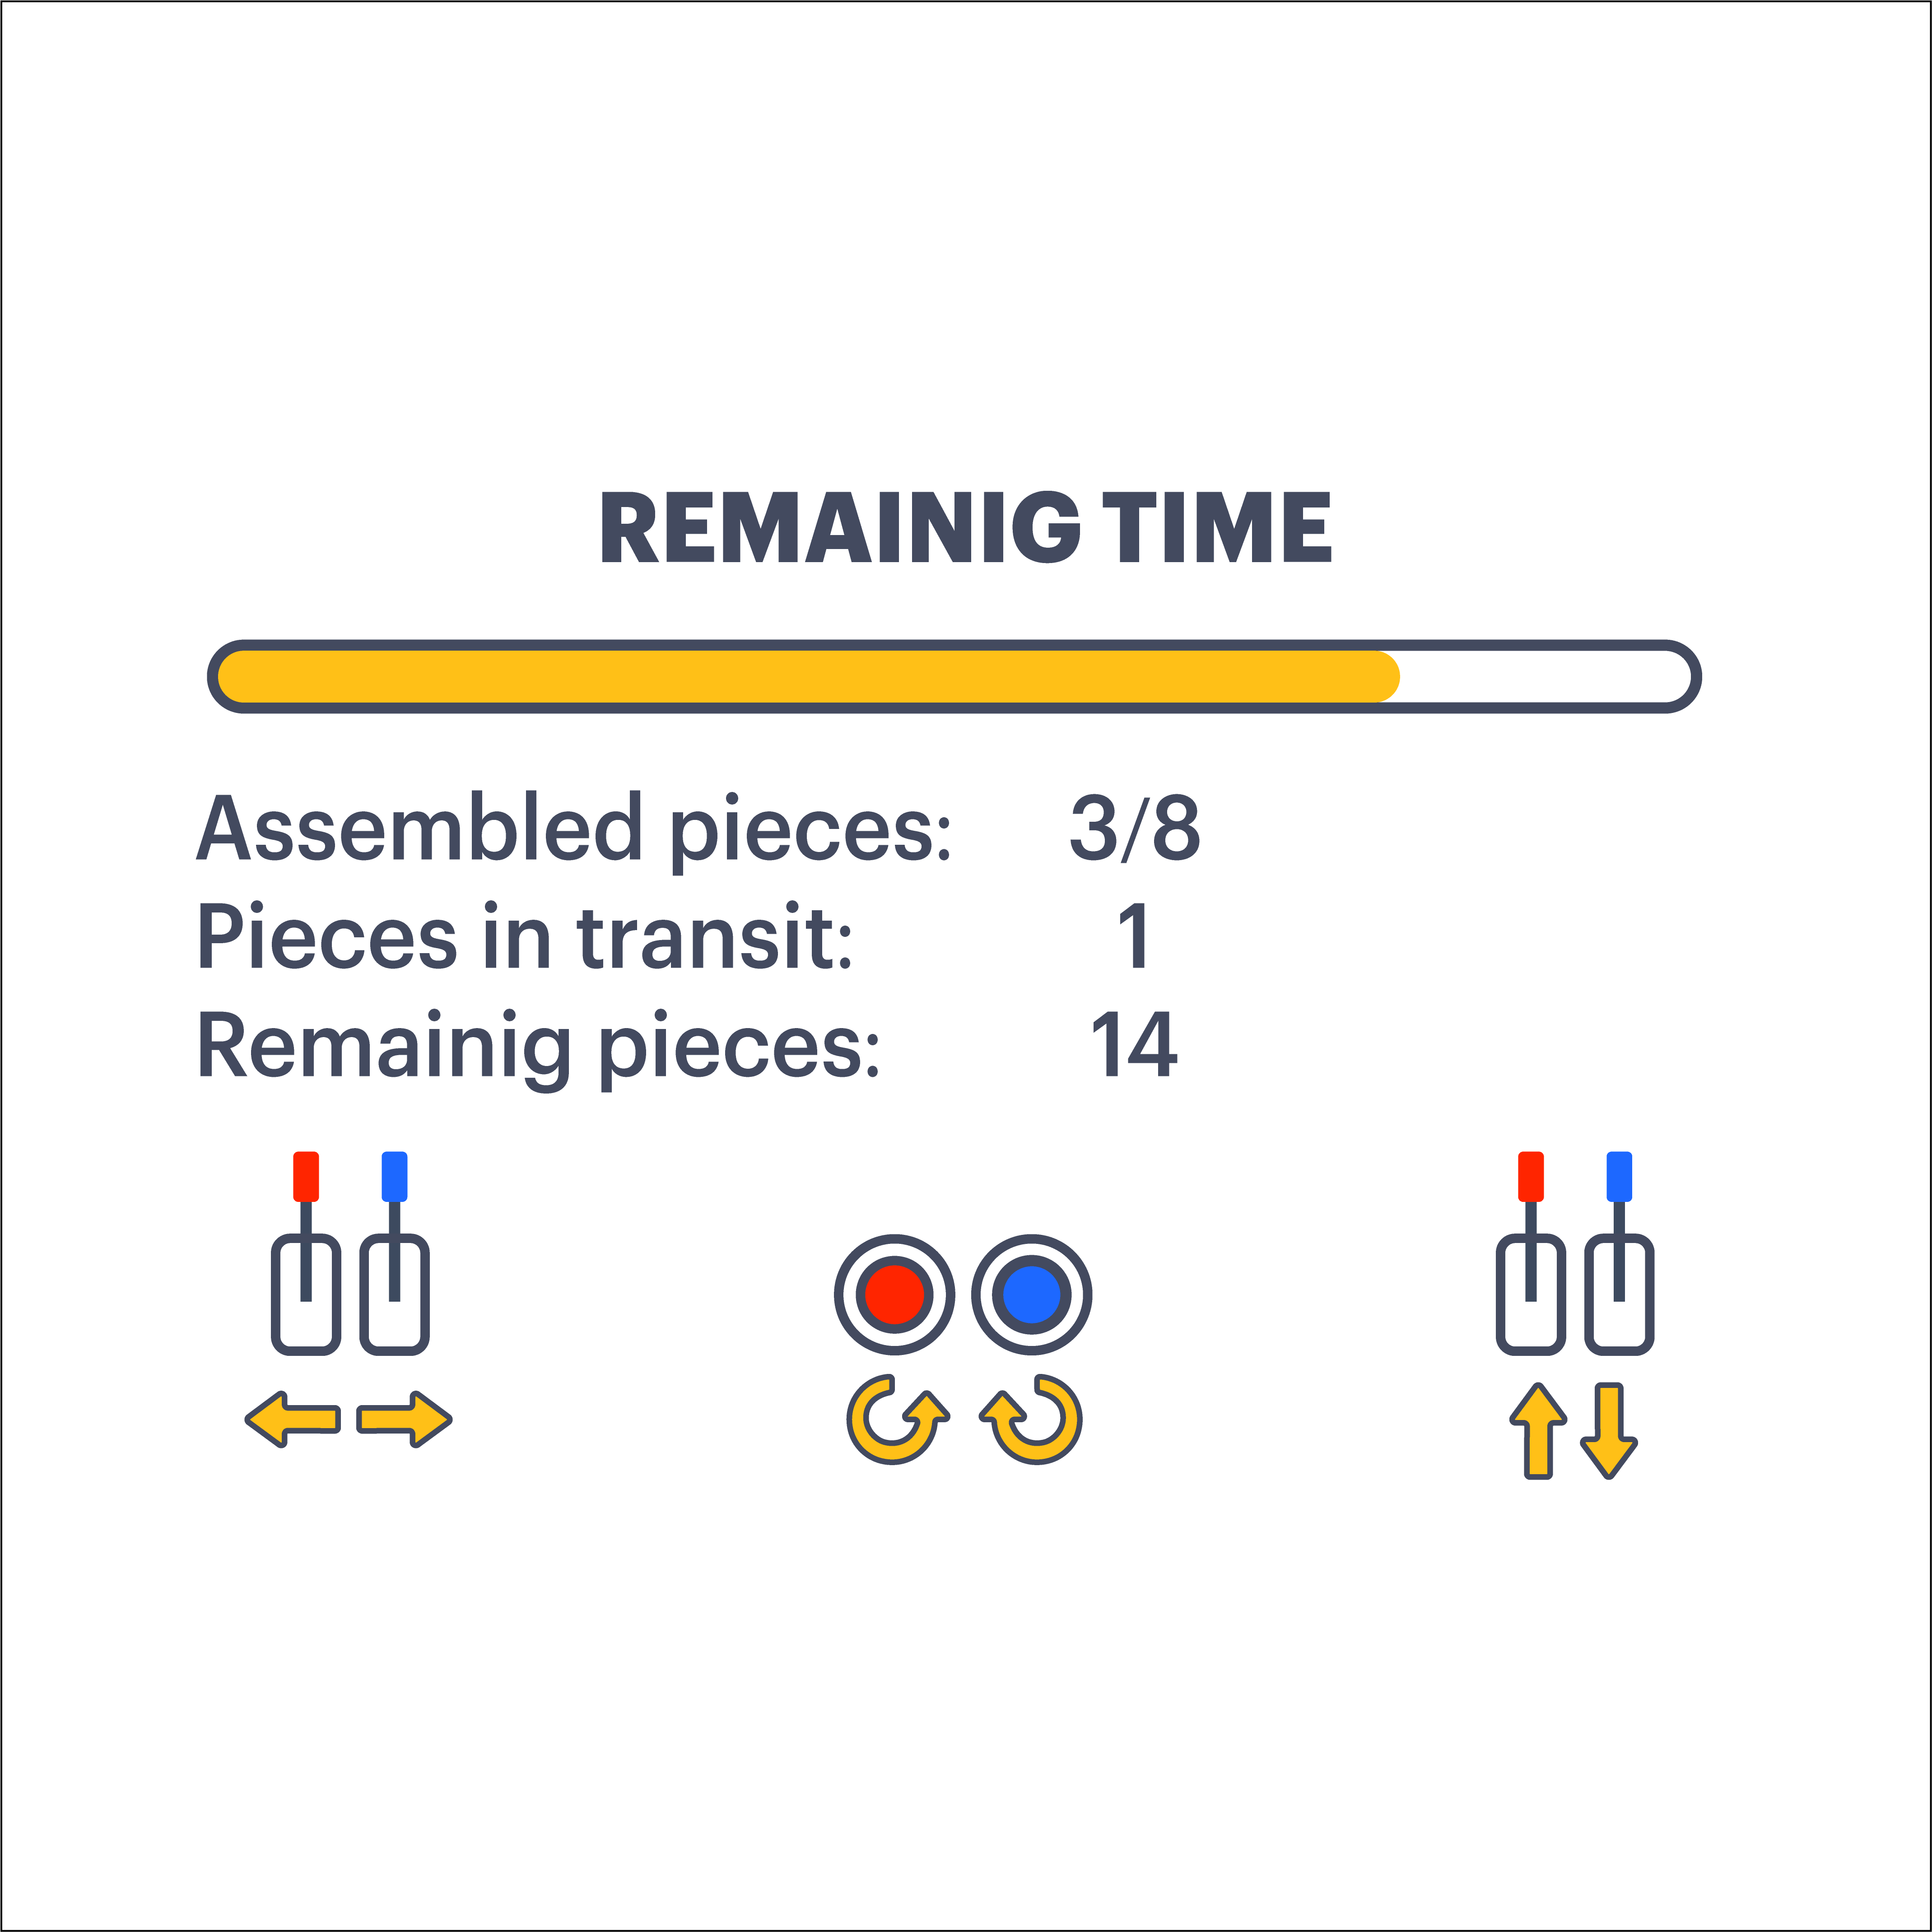 REMAINIG TIME
Assembled pieces: 3/8
Pieces in transit: 1
Remainig pieces: 14